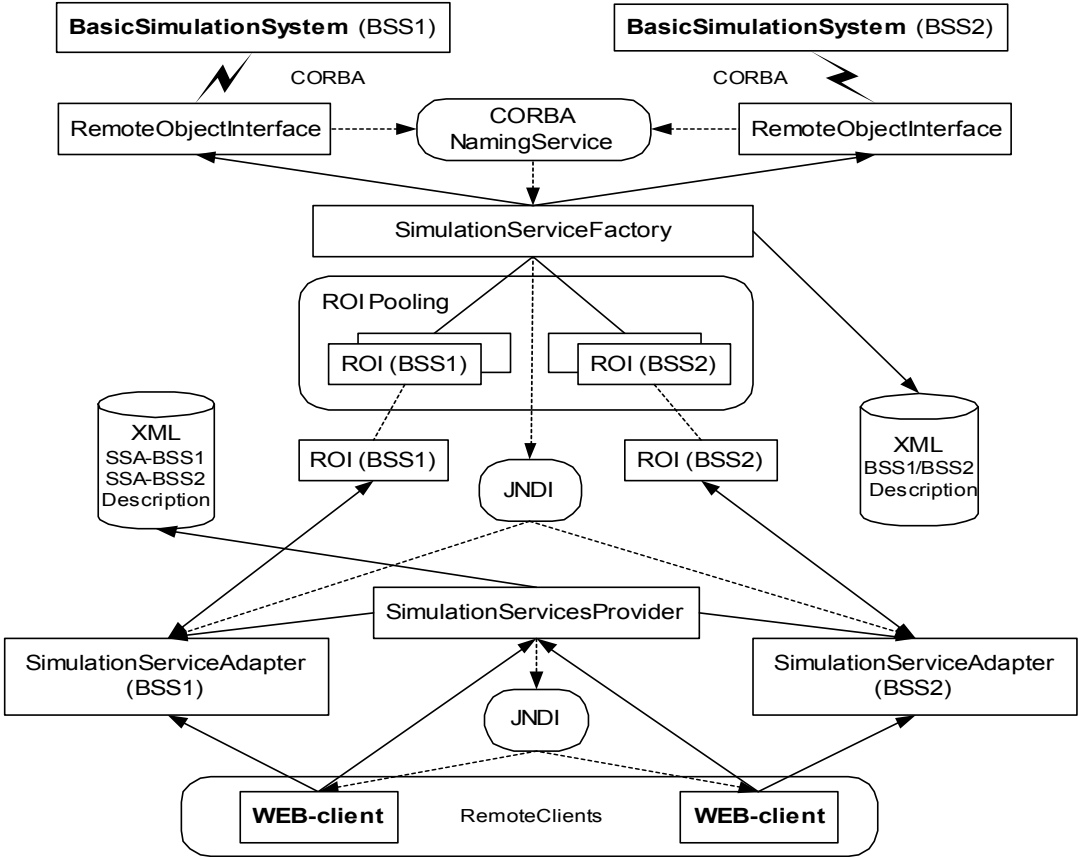 BasicSimulationSystem (BSS1)
BasicSimulationSystem (BSS2)
CORBA
CORBA
RemoteObjectInterface
CORBA
NamingService
RemoteObjectInterface
SimulationServiceFactory
ROI Pooling
ROI (BSS1)
ROI (BSS2)
XML
SSA-BSS1
SSA-BSS2
Description
ROI (BSS1)
JNDI
ROI (BSS2)
XML
BSS1/BSS2
Description
SimulationServicesProvider
SimulationServiceAdapter
(BSS1)
SimulationServiceAdapter
(BSS2)
JNDI
WEB-client
RemoteClients
WEB-client